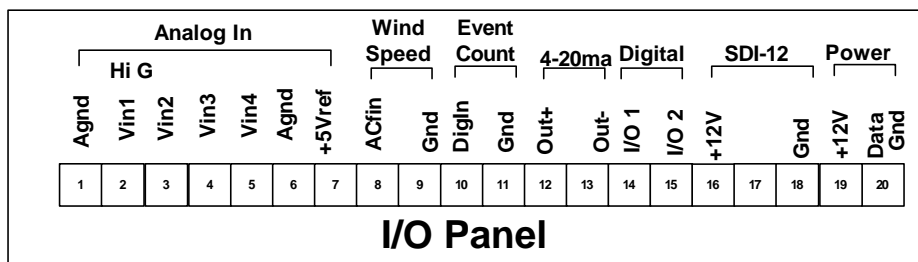 Analog In
Wind Speed
Event Count
4-20ma
Digital
SDI-12
Power
Hi G
Agnd
Vin1
Vin2
Vin3
Vin4
Agnd
+5Vref
ACfin
Gnd
DigIn
Gnd
Out+
Out-
I/O 1
I/O 2
+12V
Gnd
+12V
Data Gnd
1 2 3 4 5 6 7 8 9 10 11 12 13 14 15 16 17 18 19 20
I/O Panel